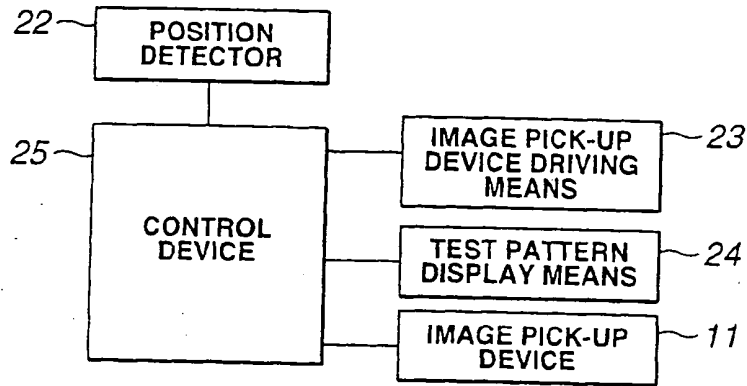 22
POSITION
DETECTOR
25
CONTROL
DEVICE
IMAGE PICK-UP
DEVICE DRIVING
MEANS
23
TEST PATTERN
DISPLAY MEANS
24
IMAGE PICK-UP
DEVICE
11